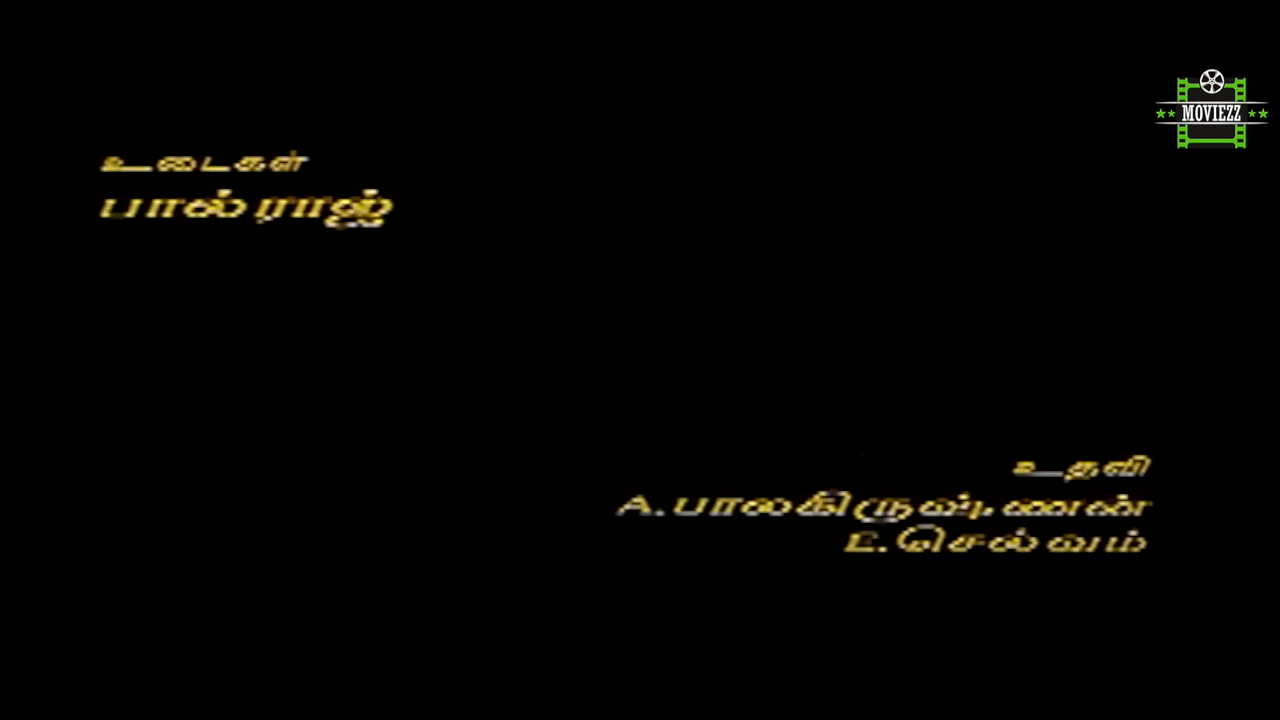 உடைகள்
பால்ராஜ்
உதவி
A.பாலகிருஷ்ணன்
E.செல்வம்
MOVIEZZ